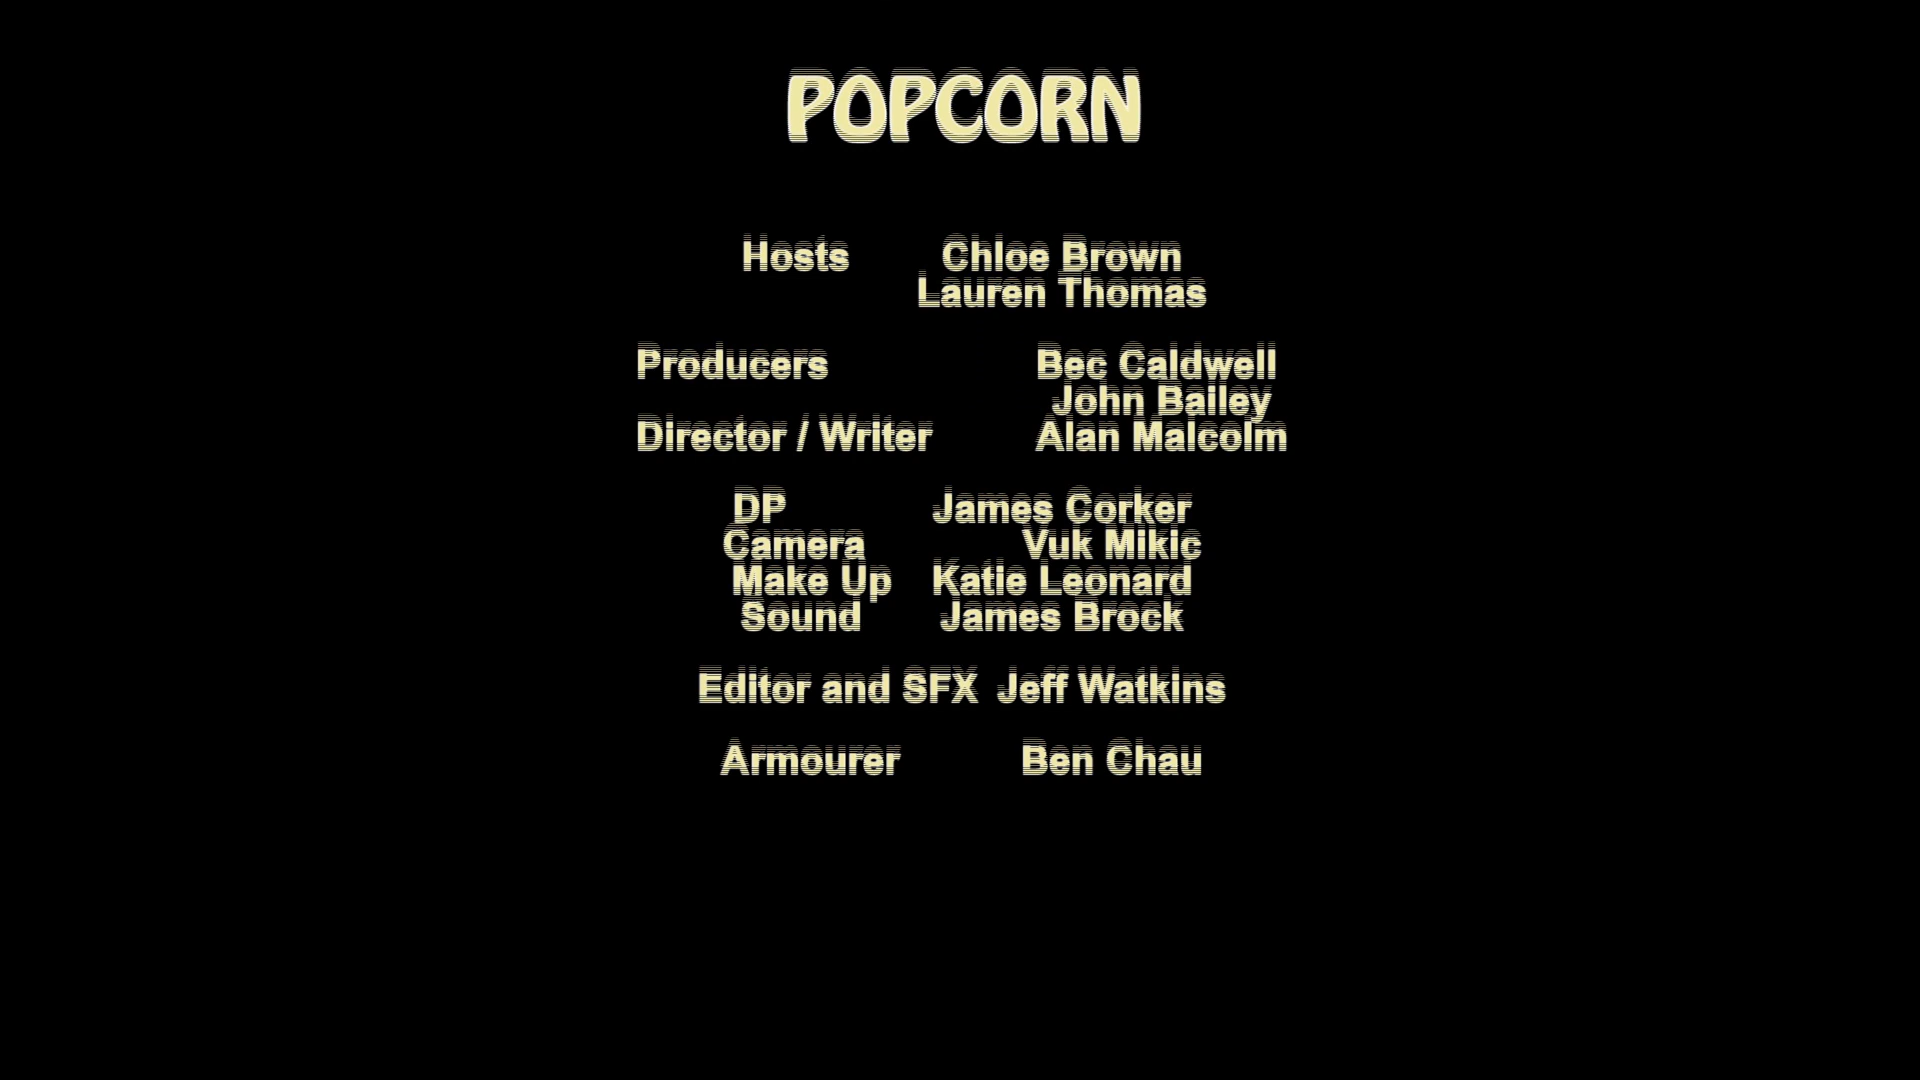 POPCORN
Hosts Chloe Brown
Lauren Thomas
Producers Bec Caldwell
John Bailey
Director / Writer Alan Malcolm
DP James Corker
Camera Vuk Mikic
Make Up Katie Leonard
Sound James Brock
Editor and SFX Jeff Watkins
Armourer Ben Chau